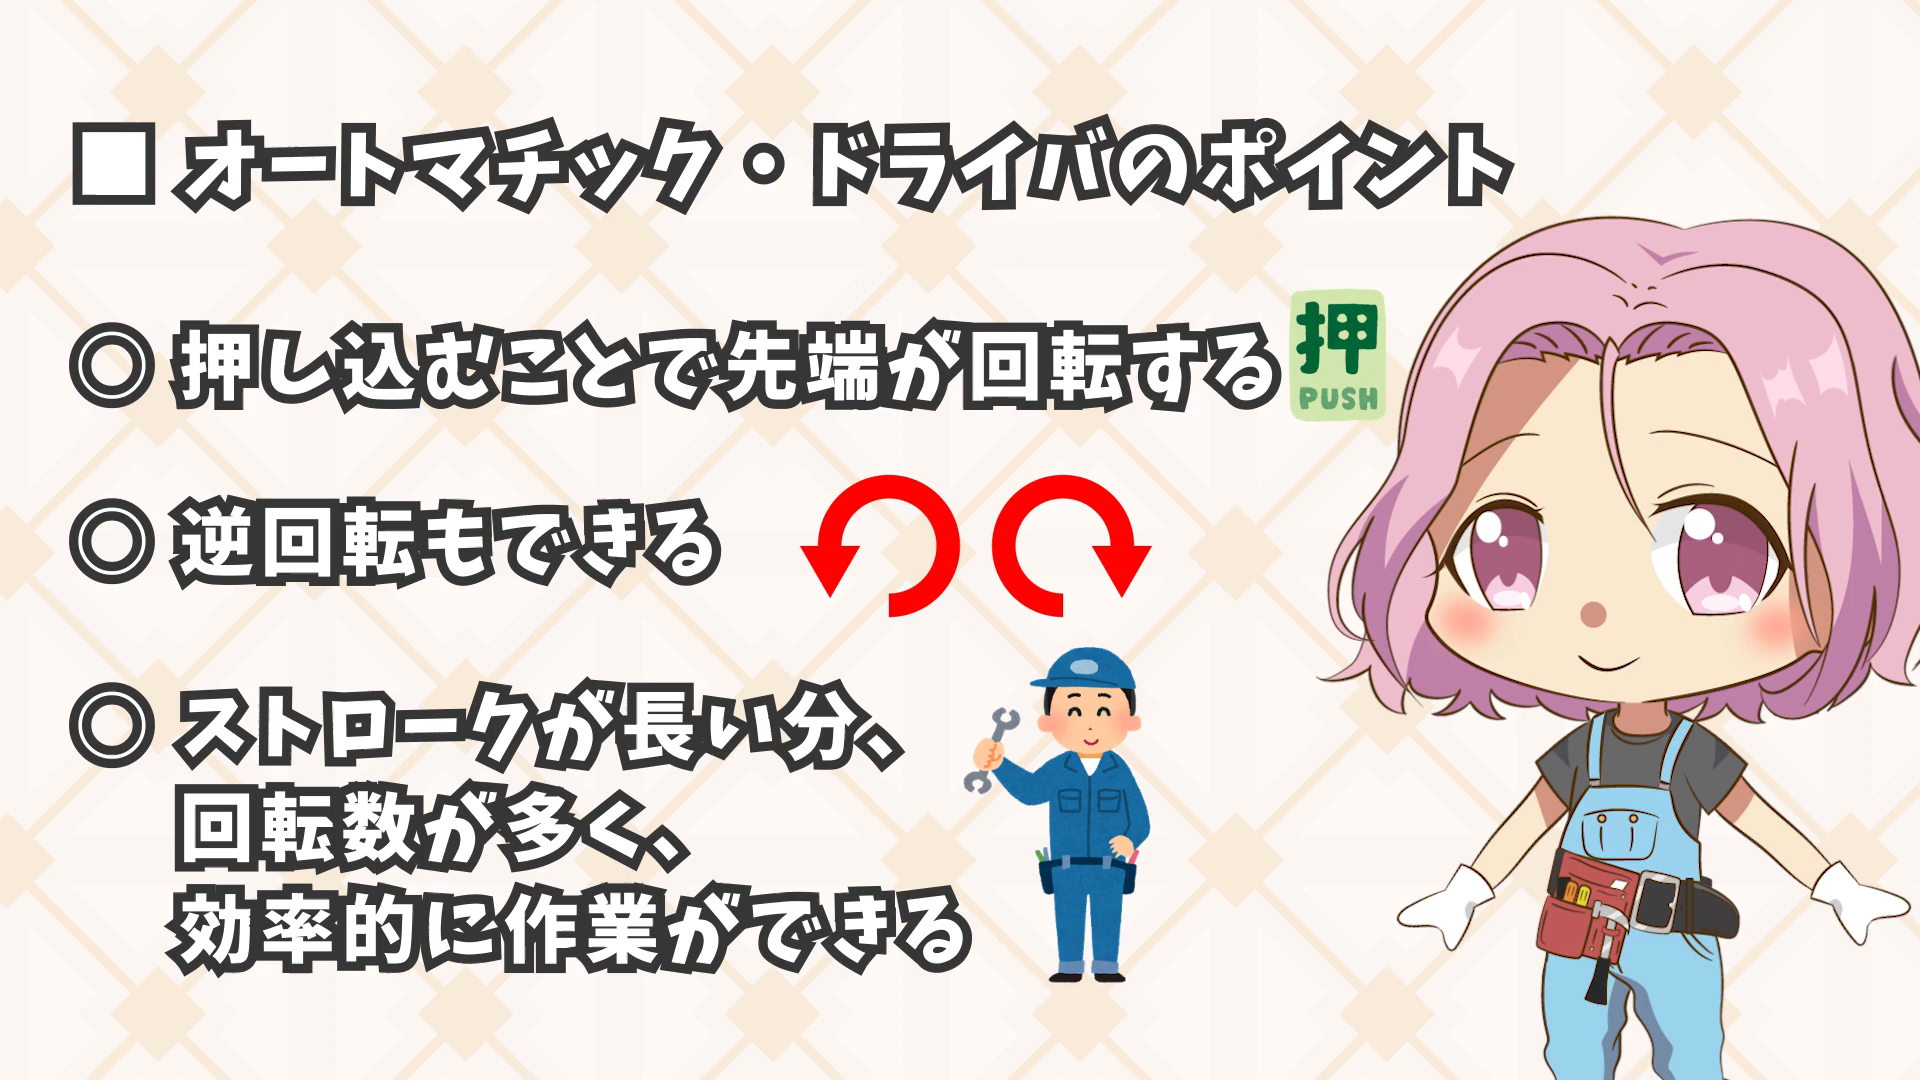 ■ オートマチック・ドライバのポイント
◎ 押し込むことで先端が回転する
押
PUSH
◎ 逆回転もできる
◎ ストロークが長い分、
回転数が多く、
効率的に作業ができる